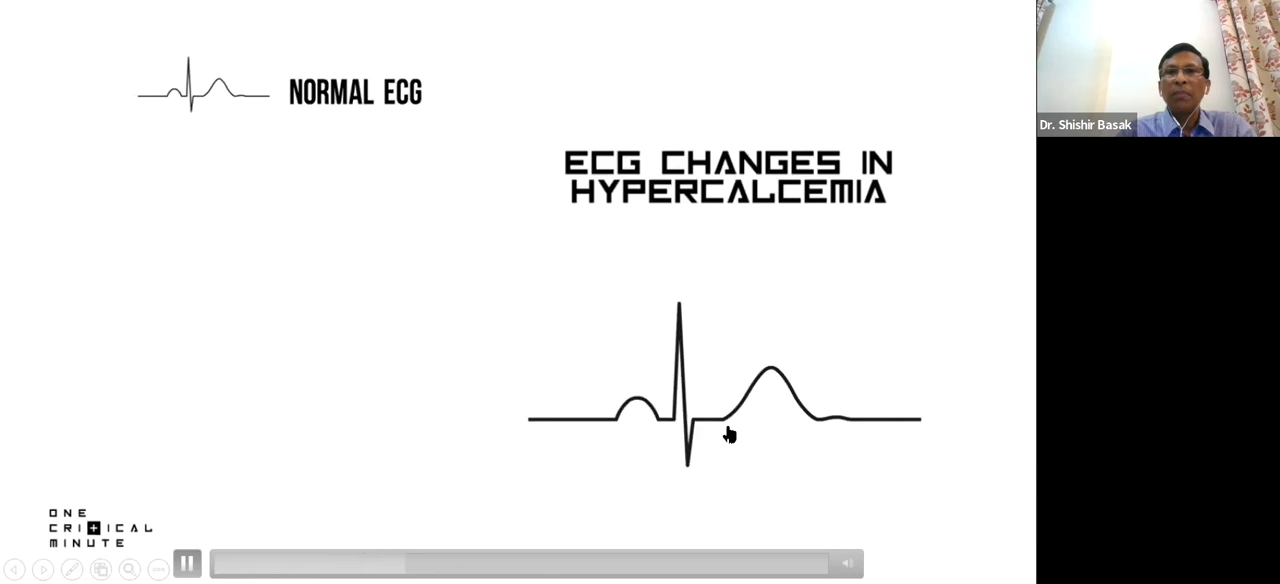 NORMAL ECG
ECG CHANGES IN
HYPERCALCEMIA
Dr. Shishir Basak
ONE
CRITICAL
MINUTE